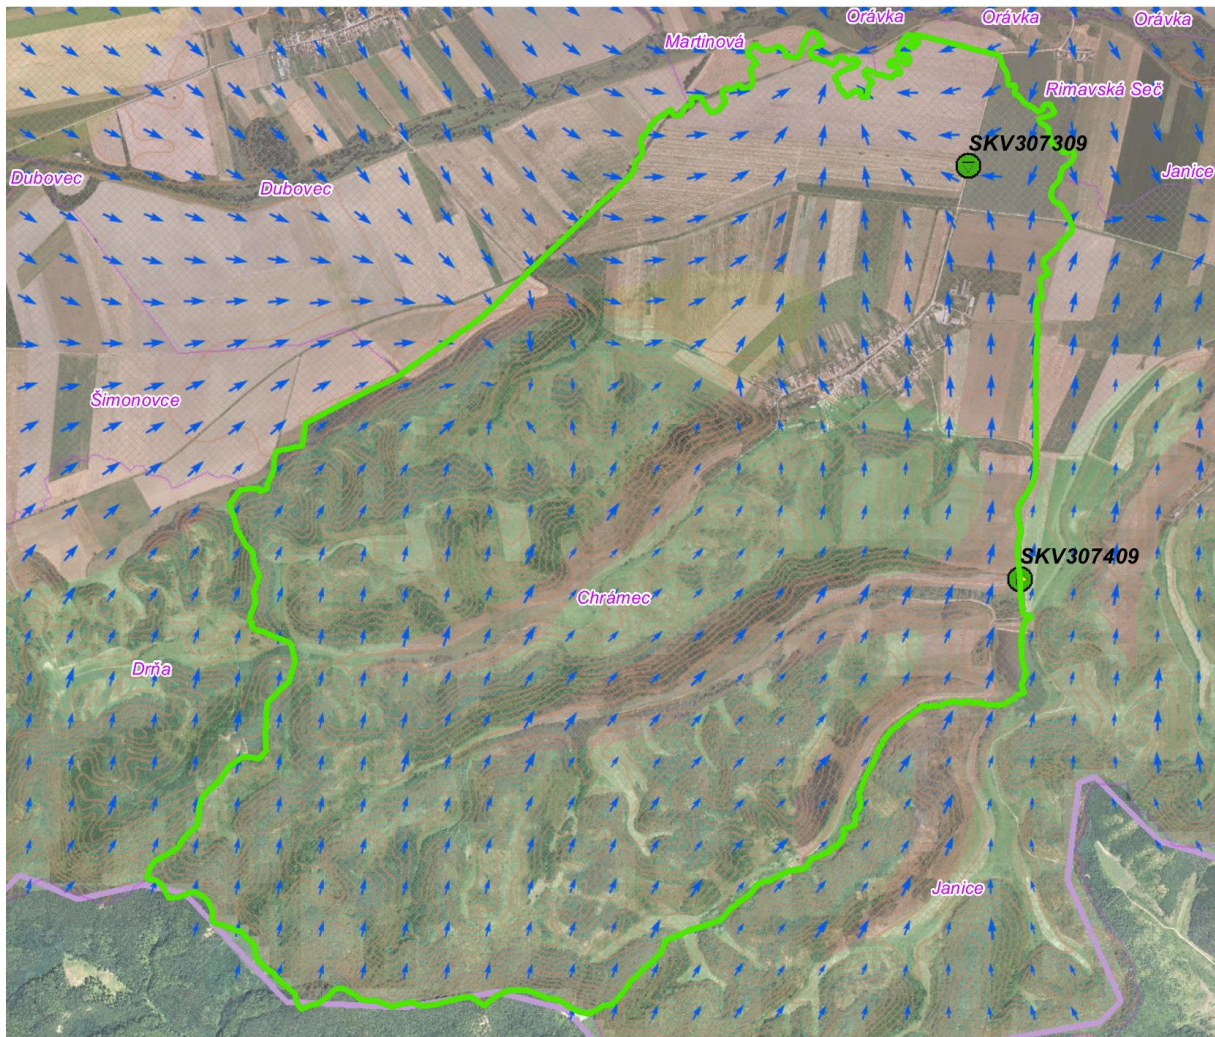 Orávka
Orávka
Orávka
Martinová
Rimavská Seč
SKV307309
Dubovec
Dubovec
Janice
Šimonovce
SKV307409
Chrámec
Drňa
Janice